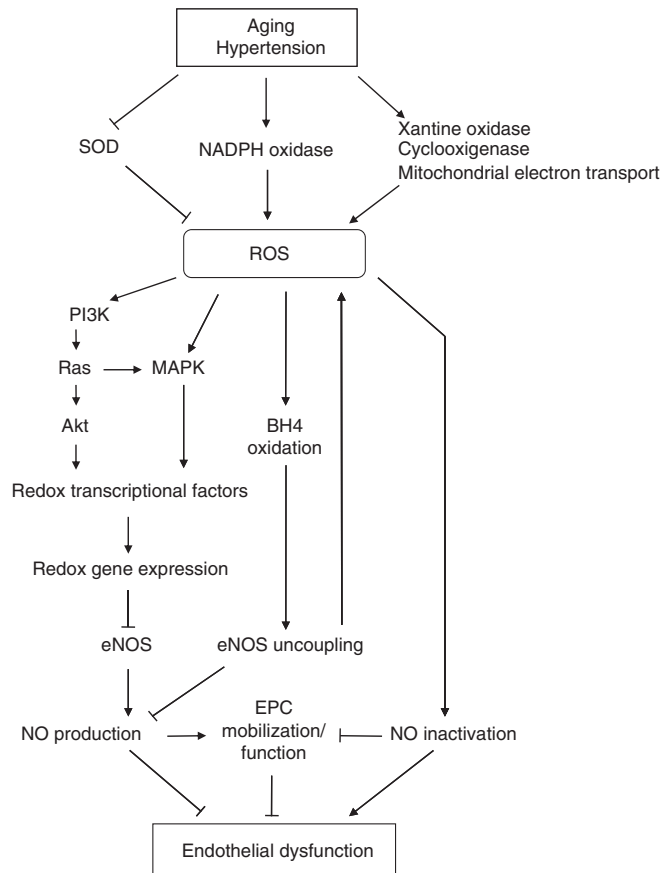 Aging
Hypertension
SOD
NADPH oxidase
Xantine oxidase
Cyclooxigenase
Mitochondrial electron transport
ROS
PI3K
Ras
MAPK
Akt
BH4
oxidation
Redox transcriptional factors
Redox gene expression
eNOS
eNOS uncoupling
NO production
EPC
mobilization/
function
NO inactivation
Endothelial dysfunction